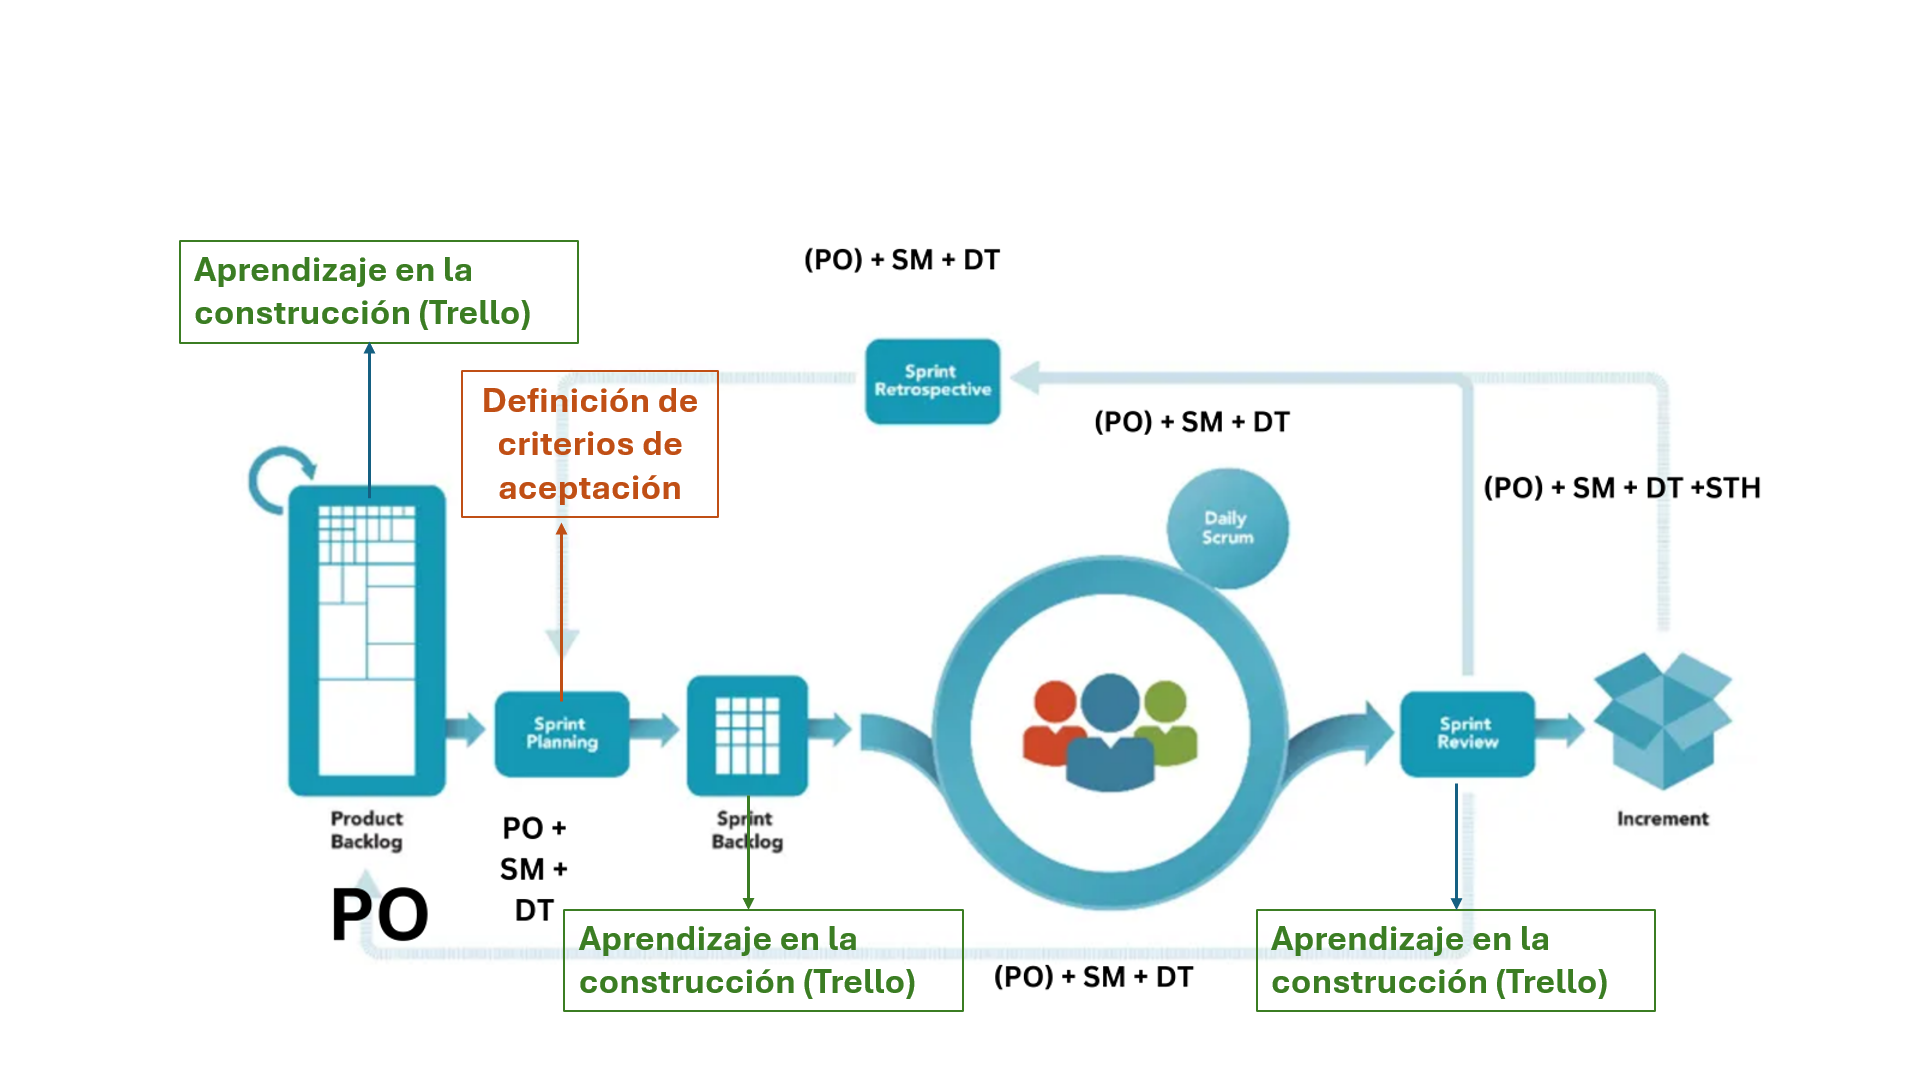 (PO) + SM + DT
Aprendizaje en la
construcción (Trello)
Sprint
Retrospective
Definición de
criterios de
aceptación
(PO) + SM + DT
(PO) + SM + DT +STH
Daily
Scrum
Sprint
Planning
Sprint
Review
Product
Backlog
PO +
SM +
DT
Sprint
Backlog
Increment
PO
Aprendizaje en la
construcción (Trello)
(PO) + SM + DT
Aprendizaje en la
construcción (Trello)